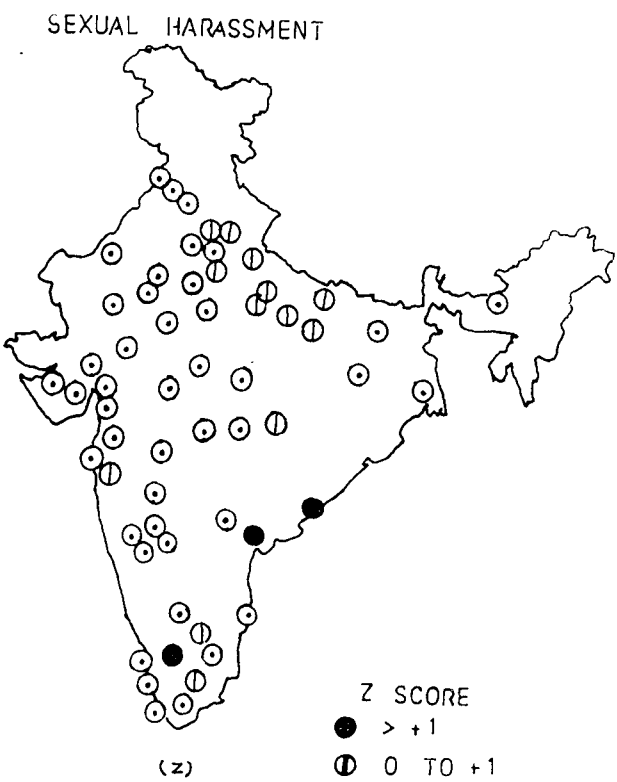 SEXUAL HARASSMENT
Z SCORE
> +1
0 TO +1
(Z)